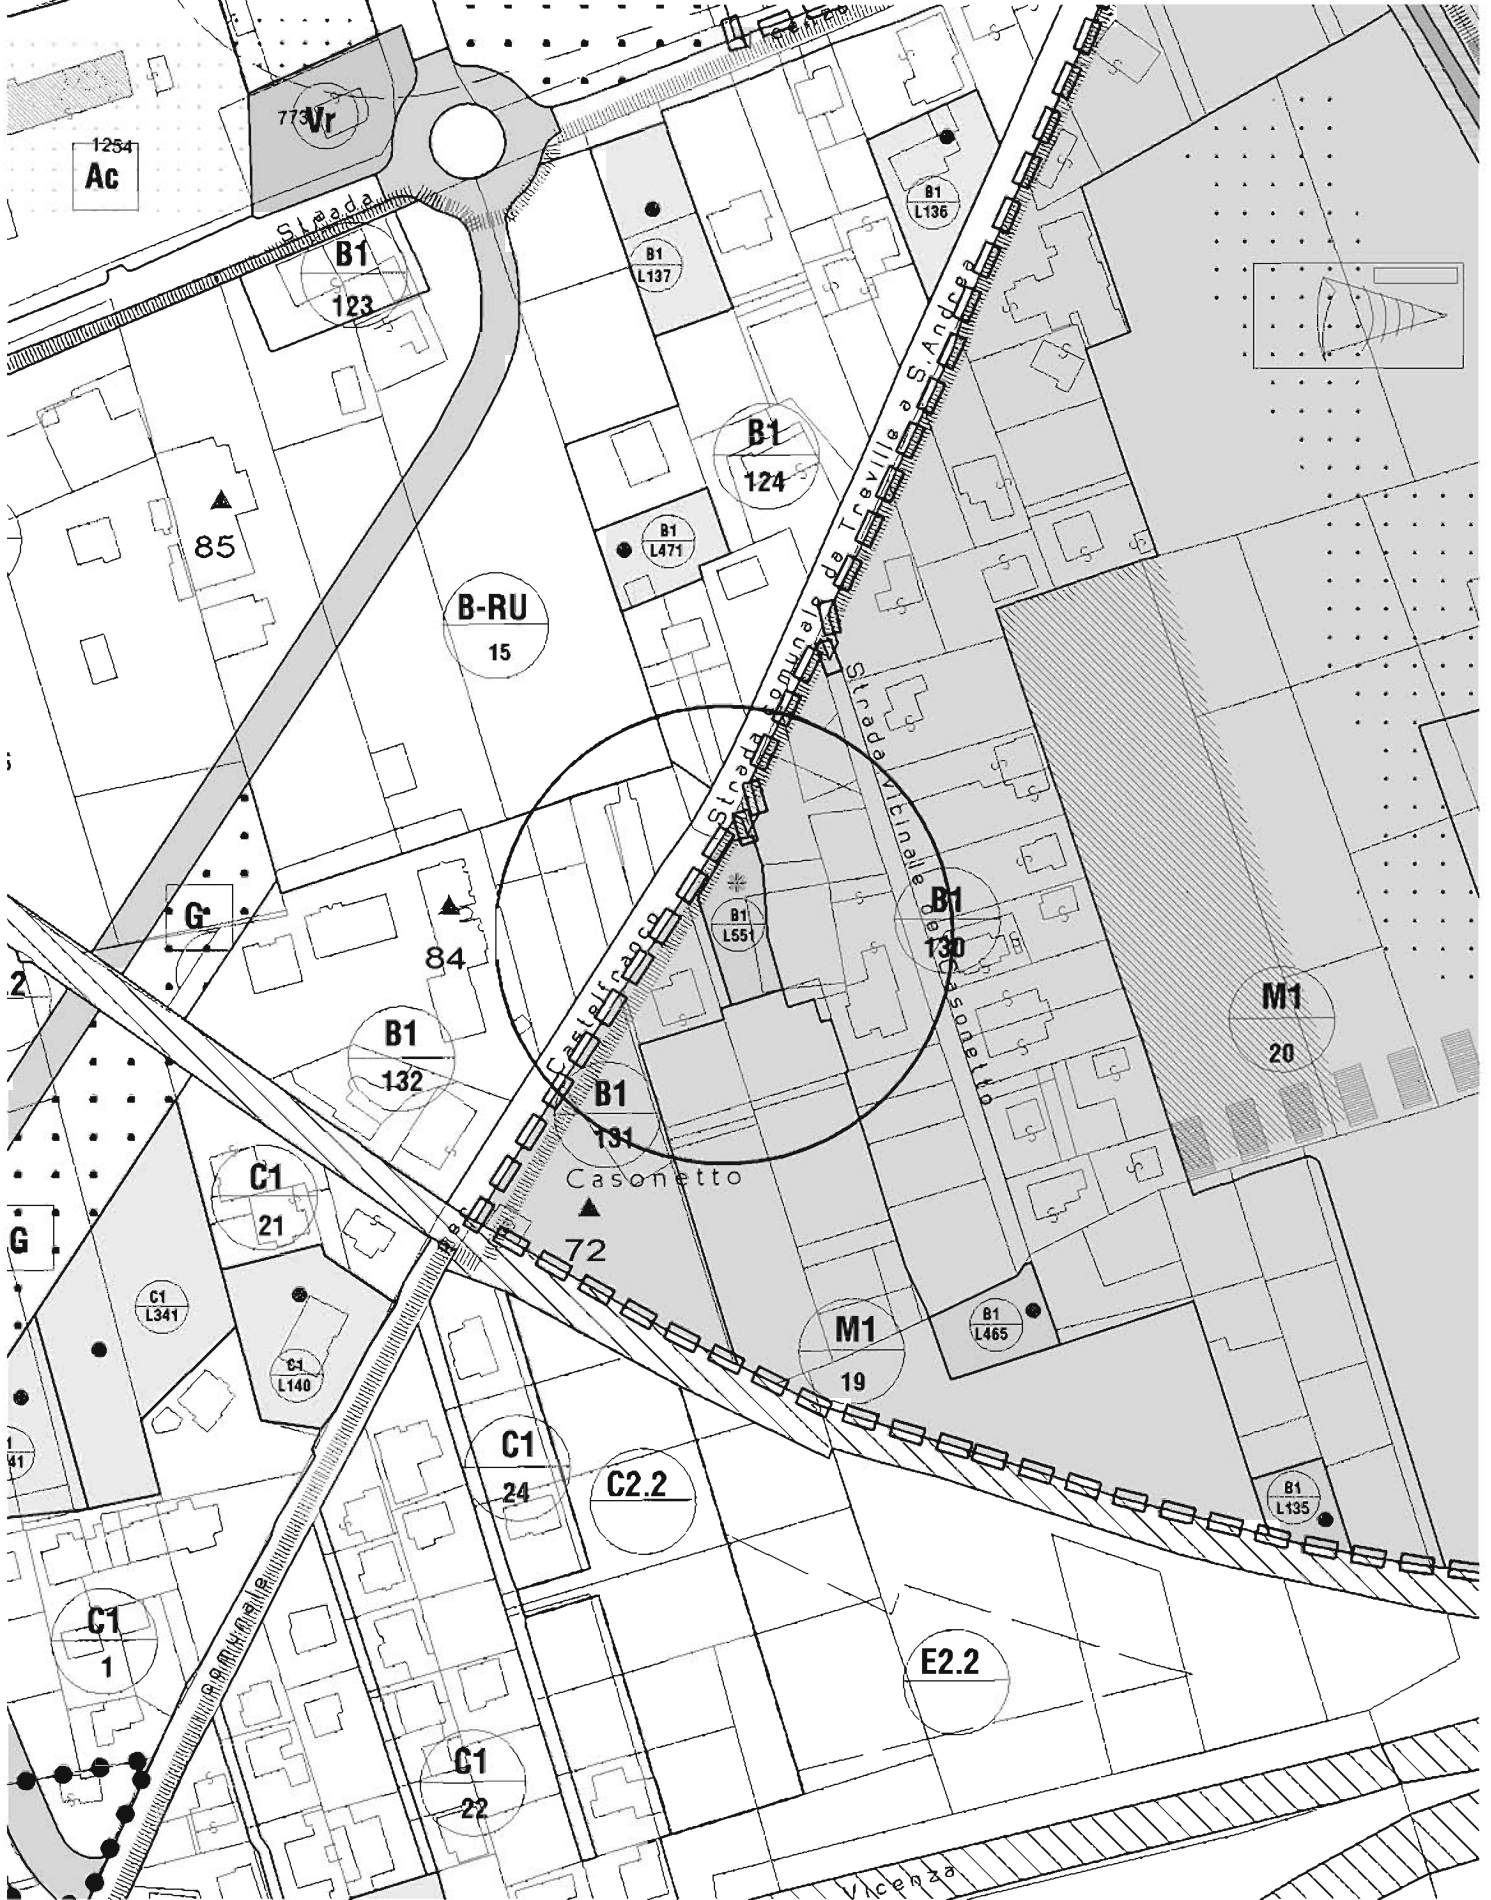 773
Vr
1254
Ac
Strada
B1
123
B1
L137
B1
L136
B1
124
Strada Comunale da Treville a S.Andrea
85
B1
L471
B-RU
15
Strada vicinale del Casonetto
G
84
B1
L551
B1
130
Castelfranco
2
M1
20
B1
132
B1
131
Casonetto
72
C1
21
G
C1
L341
C1
L140
B1
L465
M1
19
1
41
C1
24
C2.2
B1
L135
C1
1
comunale
E2.2
C1
22
Vicenza